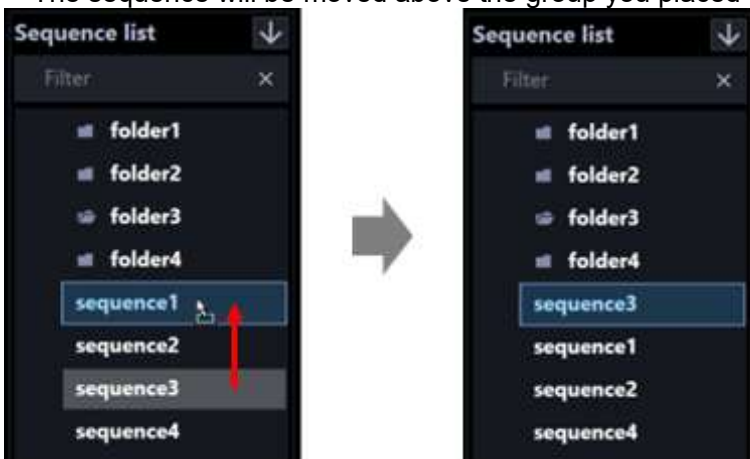 The sequence will be moved above the group you placed
Sequence list
Filter
folder1
folder2
folder3
folder4
sequence1
sequence2
sequence3
sequence4
Sequence list
Filter
folder1
folder2
folder3
folder4
sequence3
sequence1
sequence2
sequence4